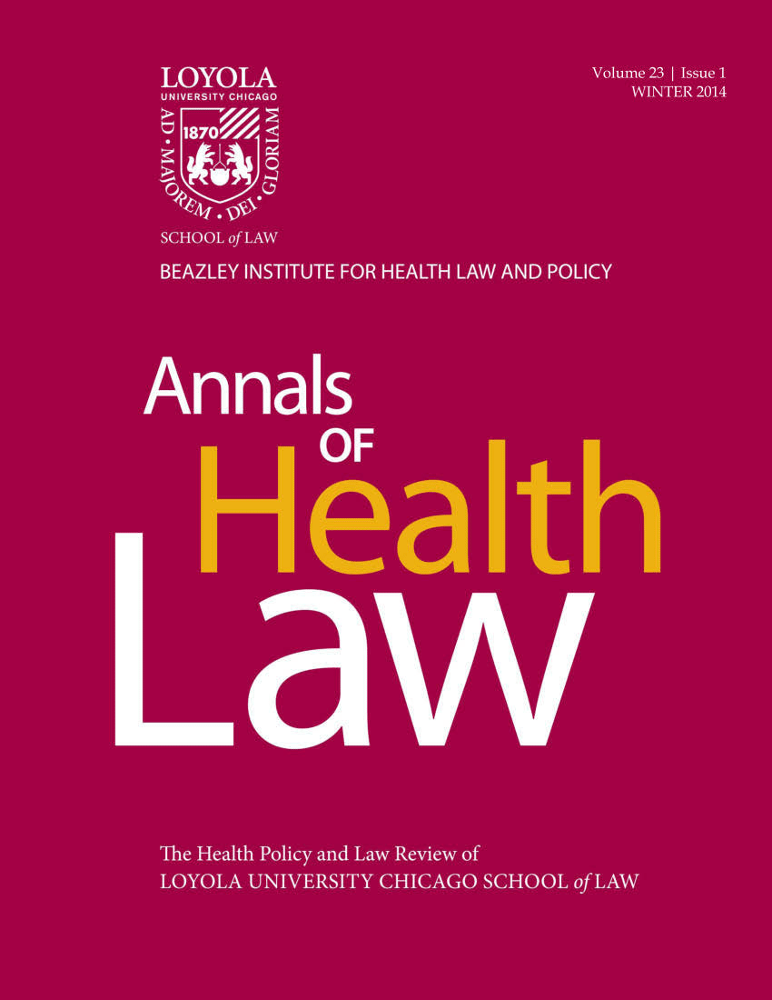 LOYOLA
UNIVERSITY CHICAGO
AD • MAJOREM • DEI • GLORIAM
1870
SCHOOL of LAW
Volume 23 | Issue 1
WINTER 2014
BEAZLEY INSTITUTE FOR HEALTH LAW AND POLICY
Annals
OF
Health
Law
The Health Policy and Law Review of
LOYOLA UNIVERSITY CHICAGO SCHOOL of LAW